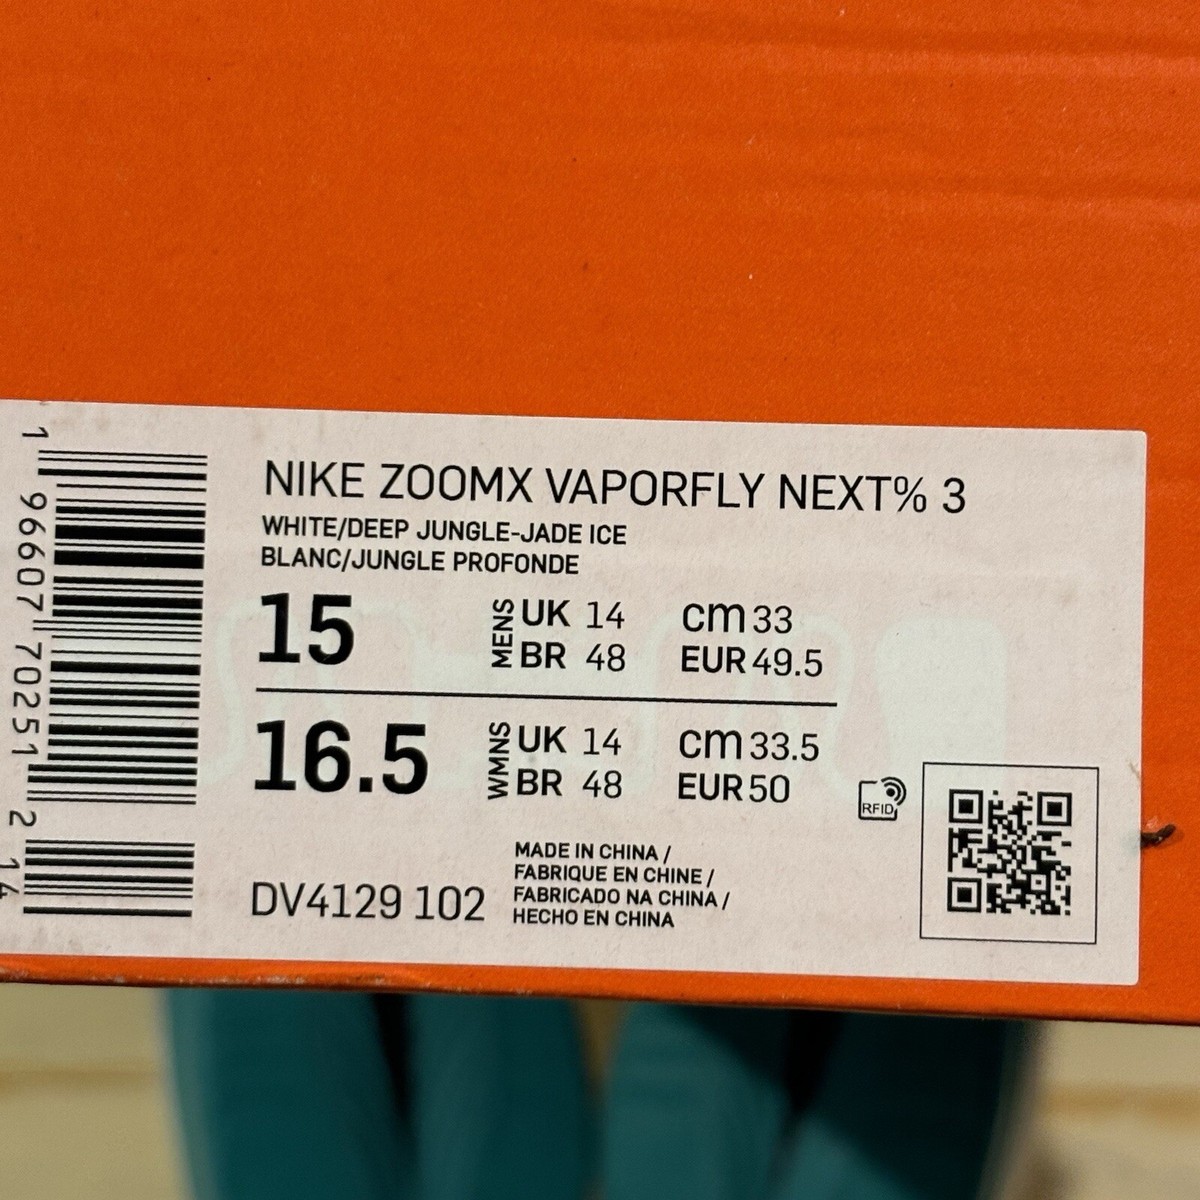 NIKE ZOOMX VAPORFLY NEXT% 3
WHITE/DEEP JUNGLE-JADE ICE
BLANC/JUNGLE PROFONDE
15 MENS UK 14 cm 33
BR 48 EUR 49.5
16.5 WMNS UK 14 cm 33.5
BR 48 EUR 50
RFID
DV4129 102
MADE IN CHINA /
FABRIQUE EN CHINE /
FABRICADO NA CHINA /
HECHO EN CHINA
1 96607 70251 2 14